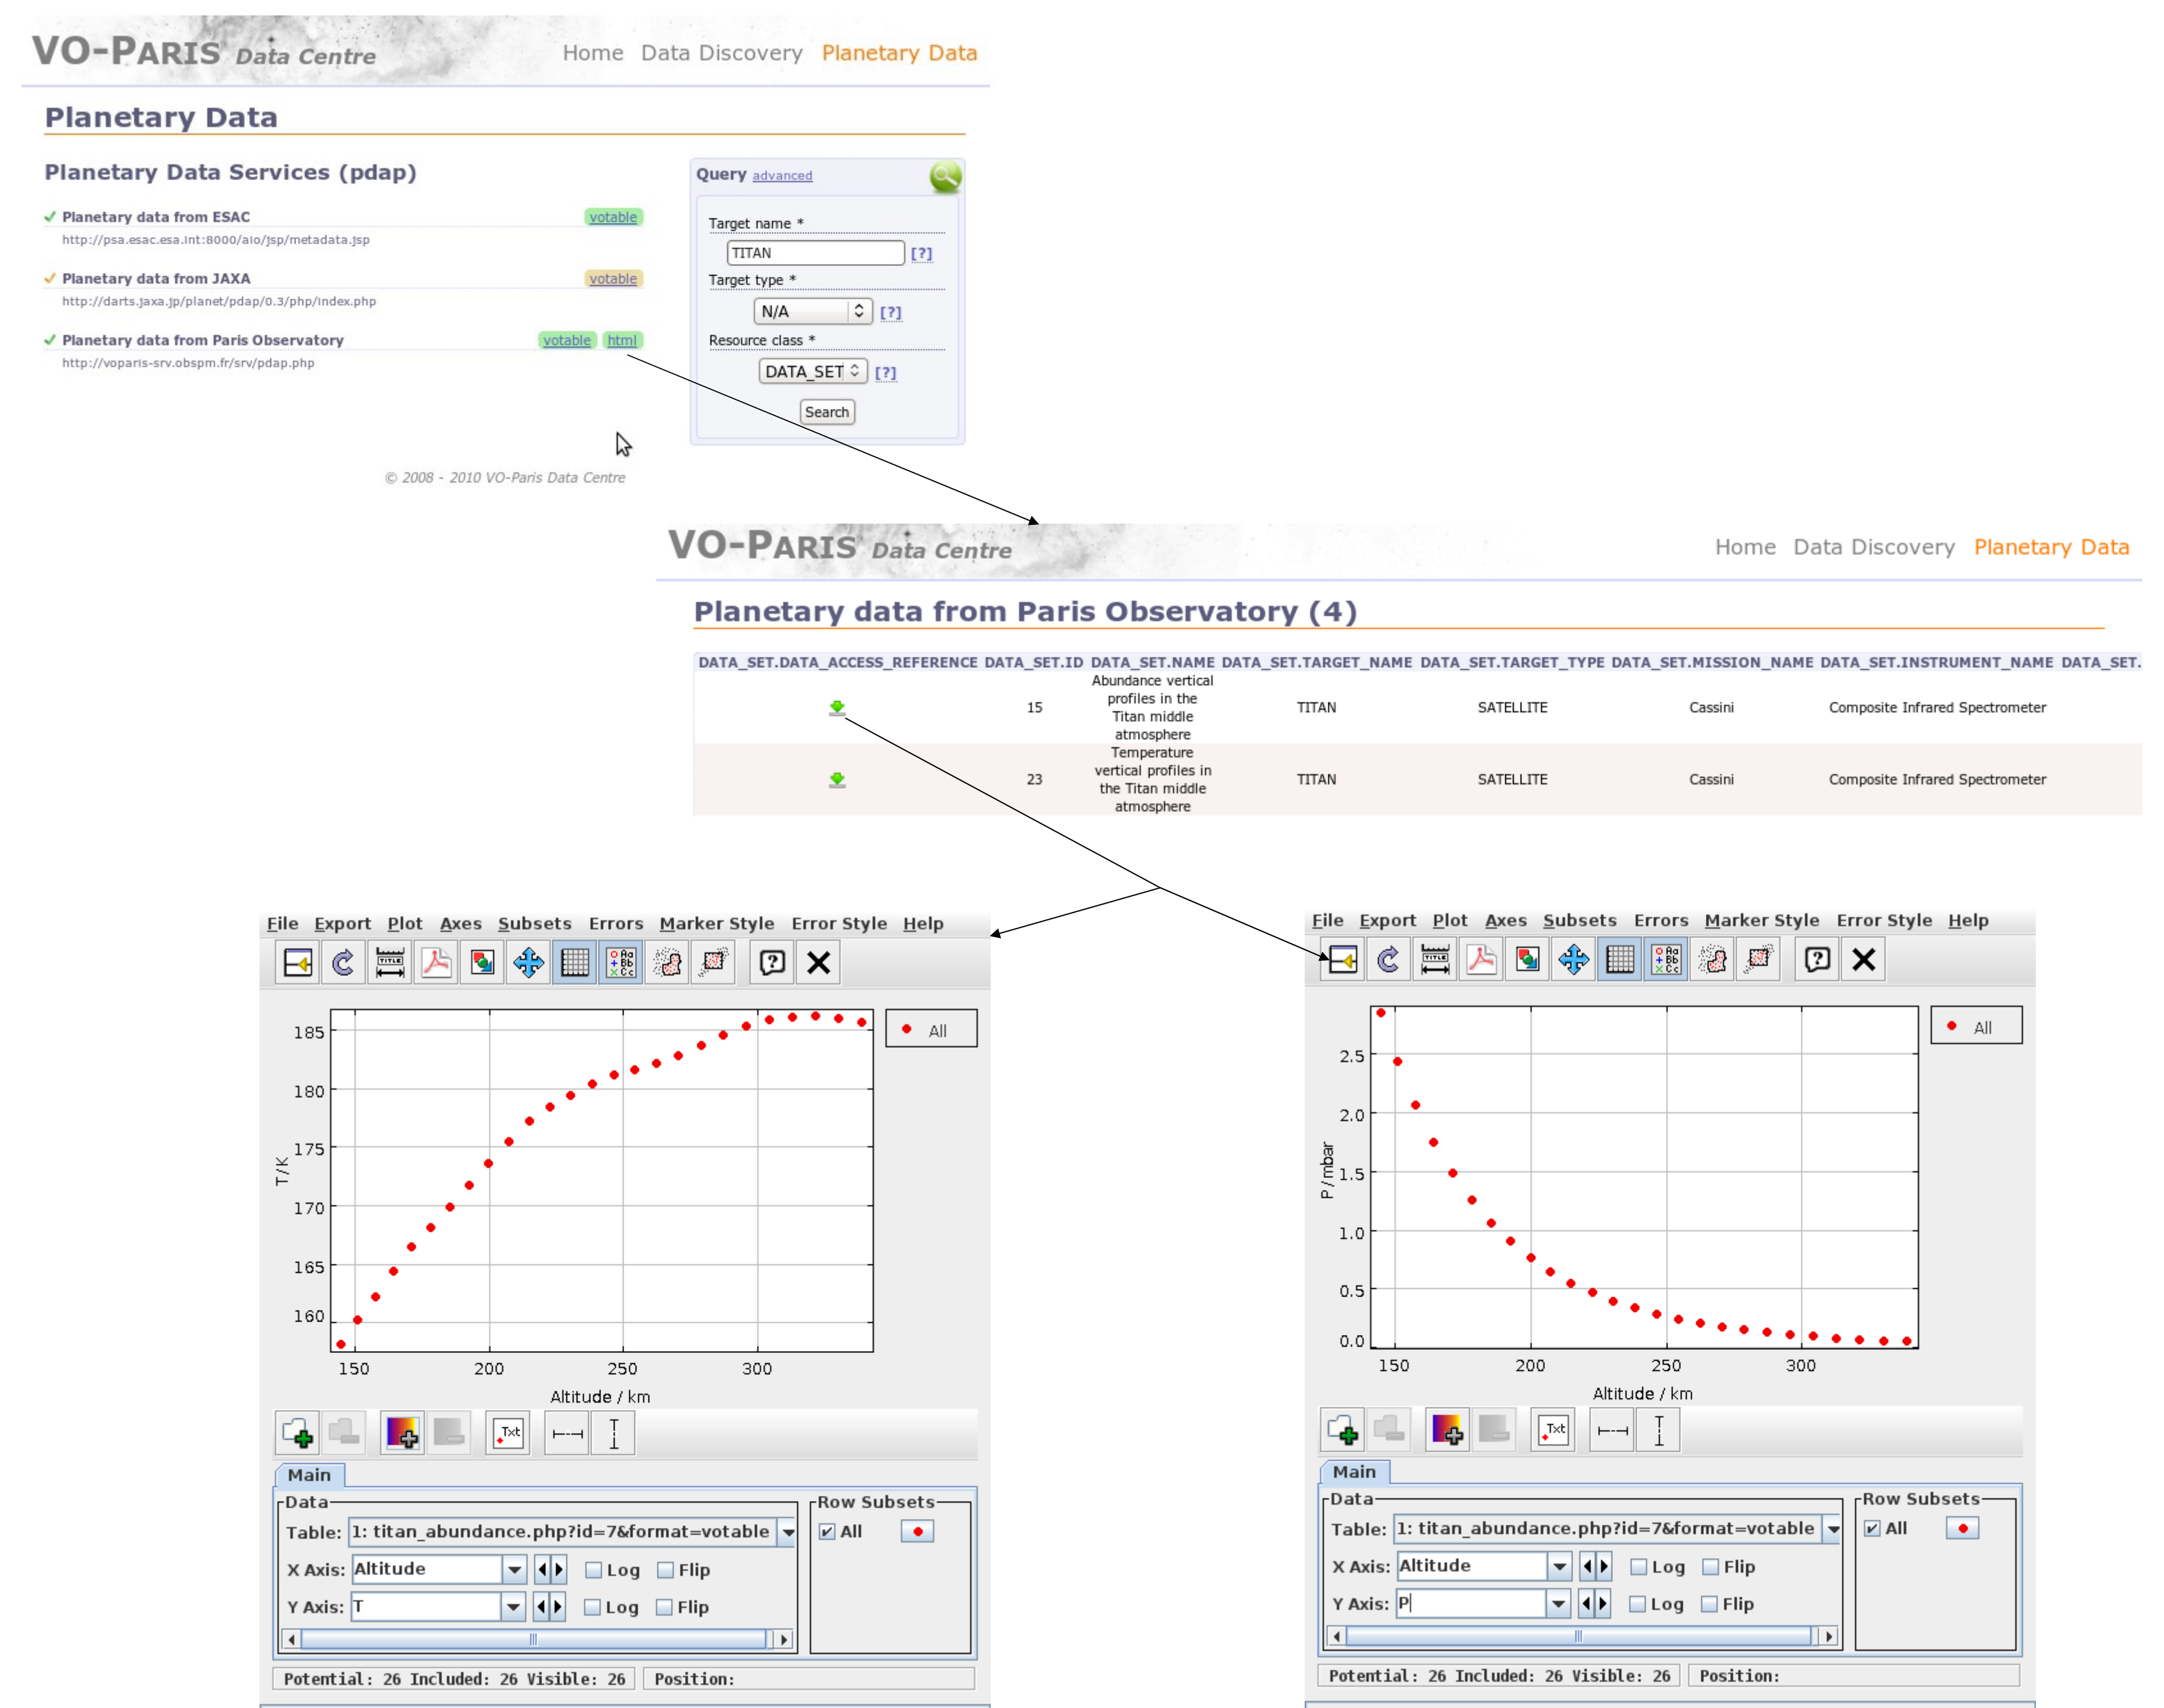 VO-PARIS Data Centre
Home Data Discovery Planetary Data
Planetary Data
Planetary Data Services (pdap)
Planetary data from ESAC votable
http://psa.esac.esa.int:8000/aio/jsp/metadata.jsp
Planetary data from JAXA votable
http://darts.jaxa.jp/planet/pdap/0.3/php/index.php
Planetary data from Paris Observatory votable html
http://voparis-srv.obspm.fr/srv/pdap.php
Query advanced
Target name *
TITAN [?]
Target type *
N/A [?]
Resource class *
DATA_SET [?]
Search
© 2008 - 2010 VO-Paris Data Centre
VO-PARIS Data Centre
Home Data Discovery Planetary Data
Planetary data from Paris Observatory (4)
DATA_SET.DATA_ACCESS_REFERENCE DATA_SET.ID DATA_SET.NAME DATA_SET.TARGET_NAME DATA_SET.TARGET_TYPE DATA_SET.MISSION_NAME DATA_SET.INSTRUMENT_NAME DATA_SET.
Abundance vertical
profiles in the
15 TITAN SATELLITE Cassini Composite Infrared Spectrometer
Titan middle
atmosphere
Temperature
vertical profiles in
23 TITAN SATELLITE Cassini Composite Infrared Spectrometer
the Titan middle
atmosphere
File Export Plot Axes Subsets Errors Marker Style Error Style Help
TITLE
Aa
Bb
Cc
?
185
180
175
170
165
160
T/K
150 200 250 300
Altitude / km
All
Txt
Main
Data
Table: 1: titan_abundance.php?id=7&format=votable
X Axis: Altitude Log Flip
Y Axis: T Log Flip
Row Subsets
All
Potential: 26 Included: 26 Visible: 26 Position:
File Export Plot Axes Subsets Errors Marker Style Error Style Help
TITLE
Aa
Bb
Cc
?
2.5
2.0
1.5
1.0
0.5
0.0
P/mbar
150 200 250 300
Altitude / km
All
Txt
Main
Data
Table: 1: titan_abundance.php?id=7&format=votable
X Axis: Altitude Log Flip
Y Axis: P Log Flip
Row Subsets
All
Potential: 26 Included: 26 Visible: 26 Position: